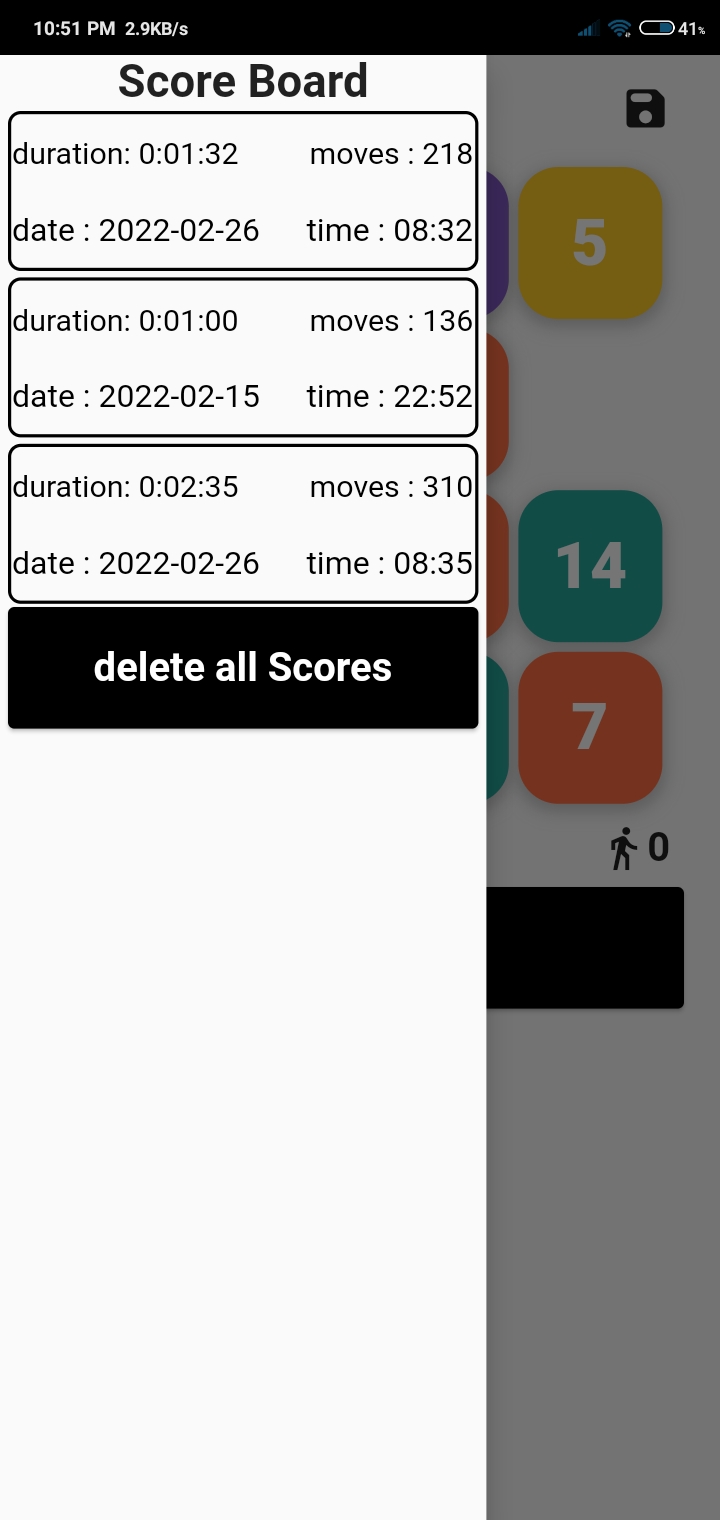 10:51 PM 2.9KB/s 41%
Score Board
duration: 0:01:32 moves : 218
date : 2022-02-26 time : 08:32
duration: 0:01:00 moves : 136
date : 2022-02-15 time : 22:52
duration: 0:02:35 moves : 310
date : 2022-02-26 time : 08:35
delete all Scores
5
14
7
0